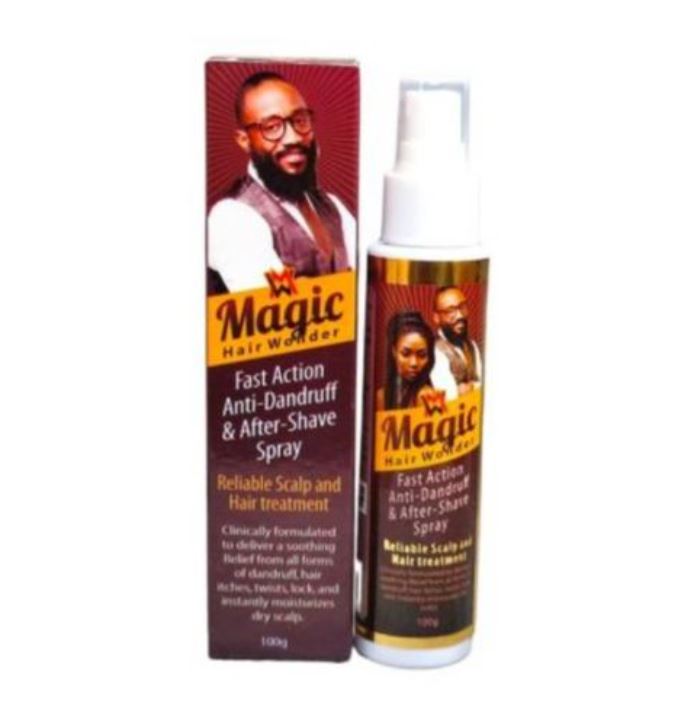 Magic
Hair Wonder
Fast Action
Anti-Dandruff
& After-Shave
Spray
Reliable Scalp and
Hair treatment
Clinically formulated
to deliver a soothing
Relief from all forms
of dandruff, hair
itches, twists, lock, and
instantly moisturizes
dry scalp.
100g
Magic
Hair Wonder
Fast Action
Anti-Dandruff
& After-Shave
Spray
Reliable Scalp and
Hair treatment
100g